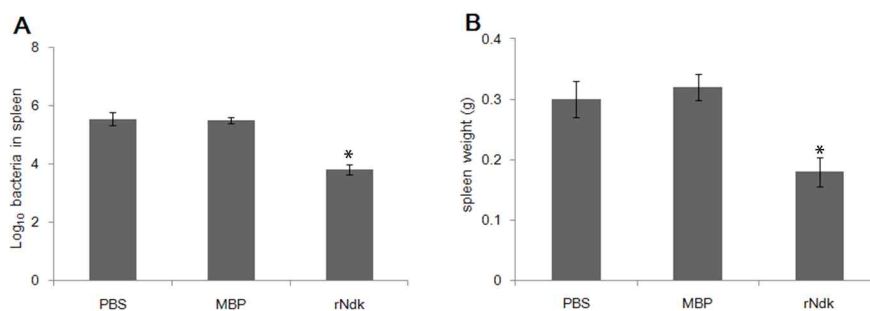 A
Log10 bacteria in spleen
8
6
4
2
0
*
PBS
MBP
rNdk
B
spleen weight (g)
0.4
0.3
0.2
0.1
0
*
PBS
MBP
rNdk